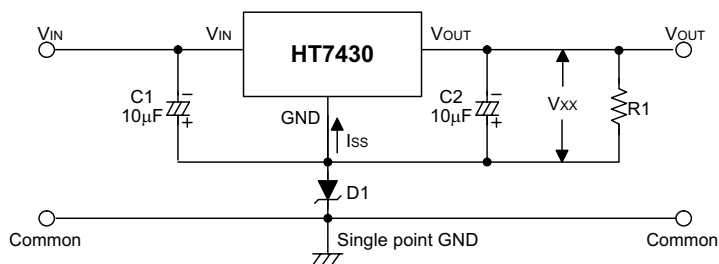 VIN
VIN
HT7430
VOUT
VOUT
C1
10μF
−
+
GND
ISS
C2
10μF
−
+
VXX
R1
D1
Common
Single point GND
Common